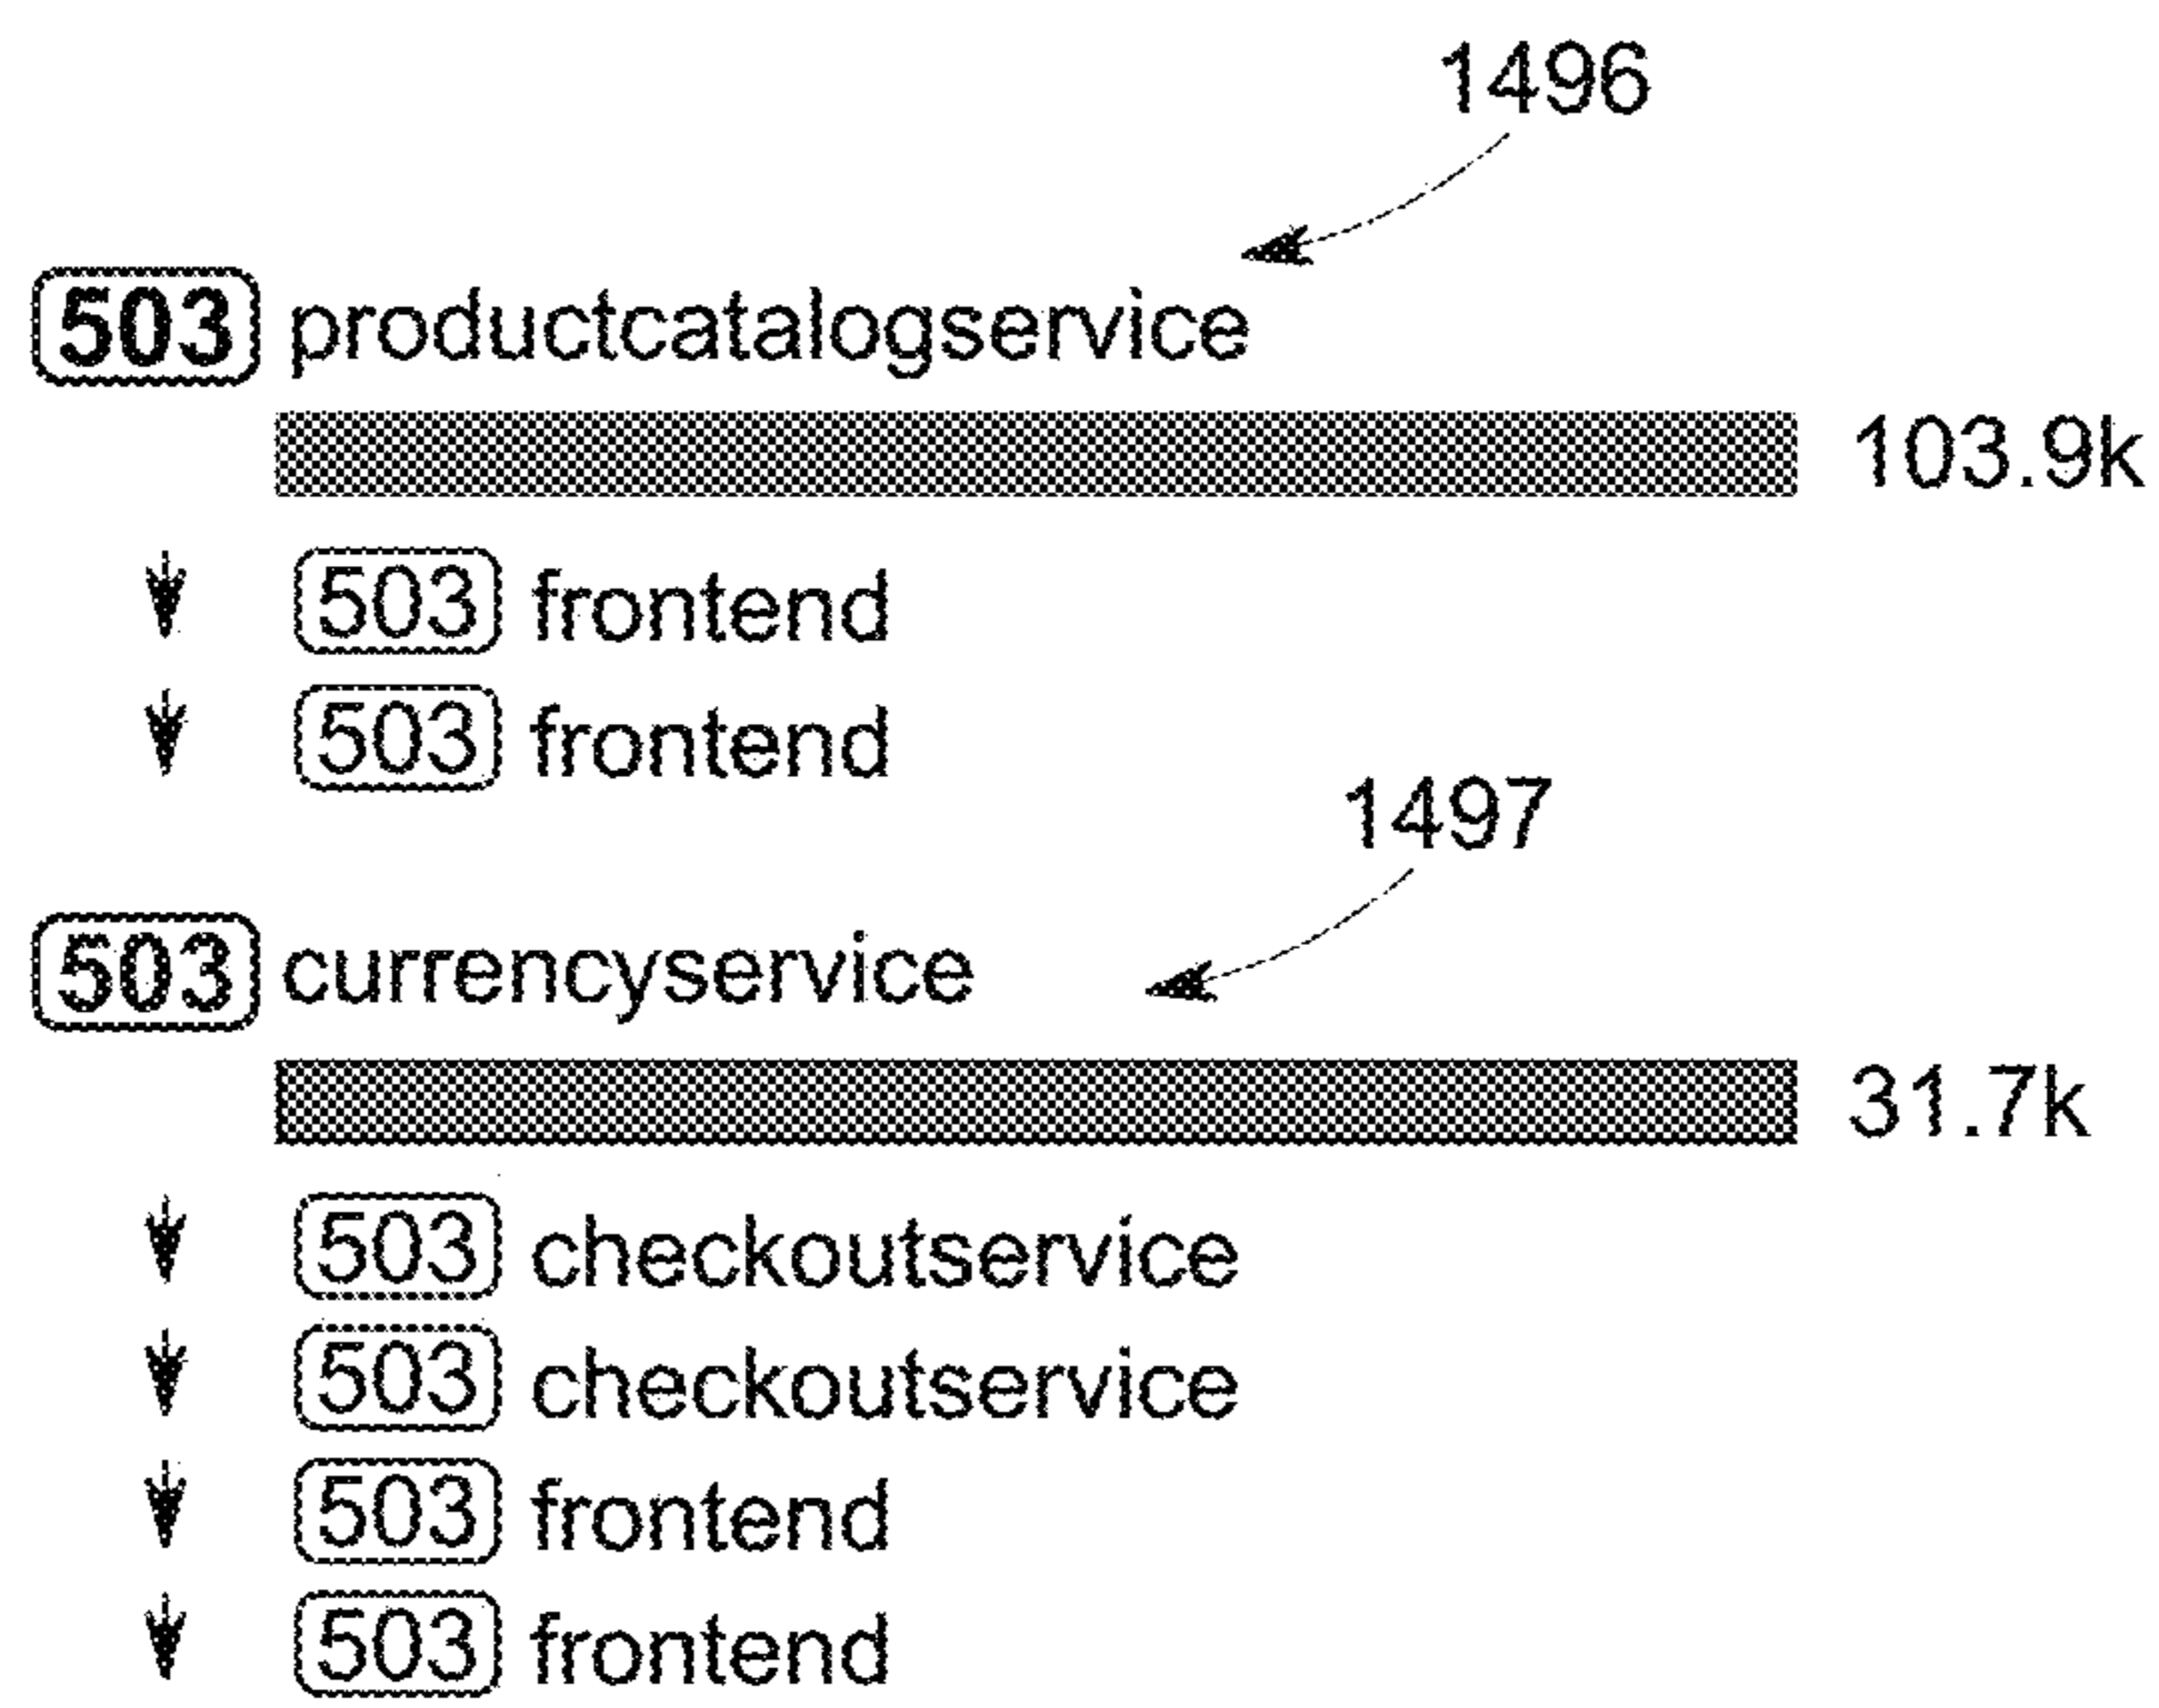 1496
503 productcatalogservice
103.9k
503 frontend
503 frontend
1497
503 currencyservice
31.7k
503 checkoutservice
503 checkoutservice
503 frontend
503 frontend